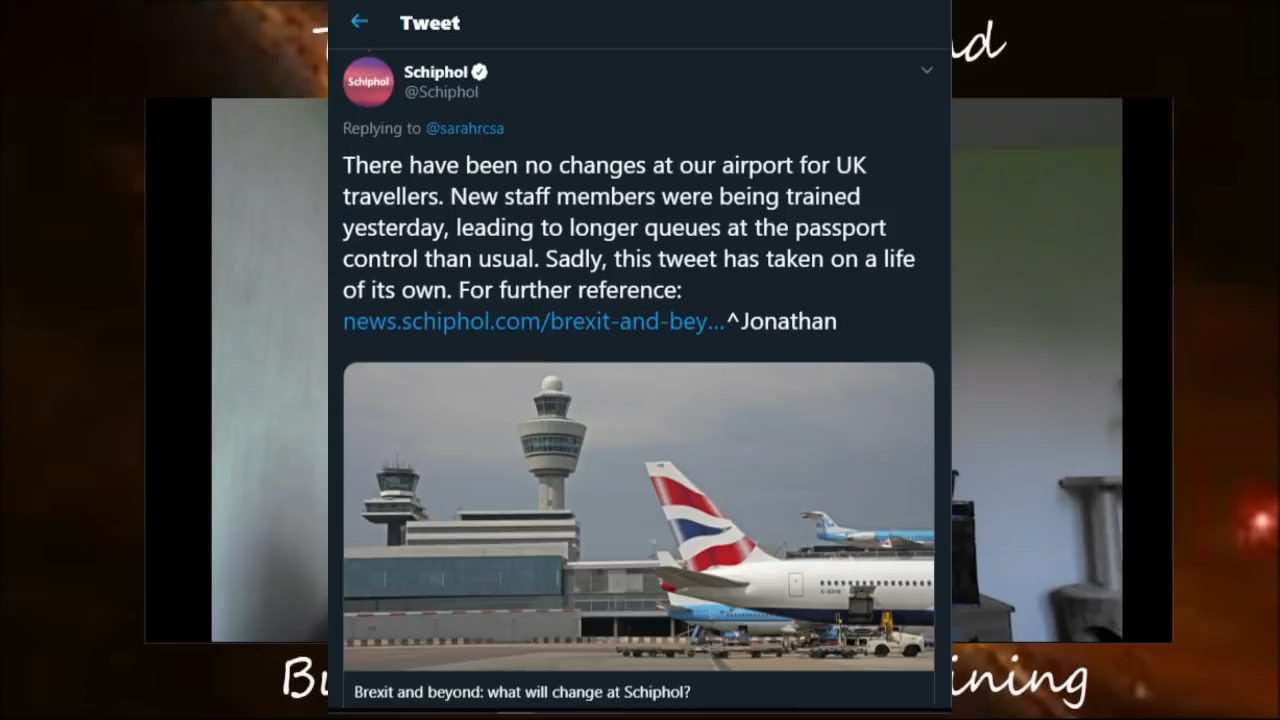 Tweet
Schiphol
Schiphol
@Schiphol
Replying to @sarahrcsa
There have been no changes at our airport for UK
travellers. New staff members were being trained
yesterday, leading to longer queues at the passport
control than usual. Sadly, this tweet has taken on a life
of its own. For further reference:
news.schiphol.com/brexit-and-bey... ^Jonathan
Brexit and beyond: what will change at Schiphol?